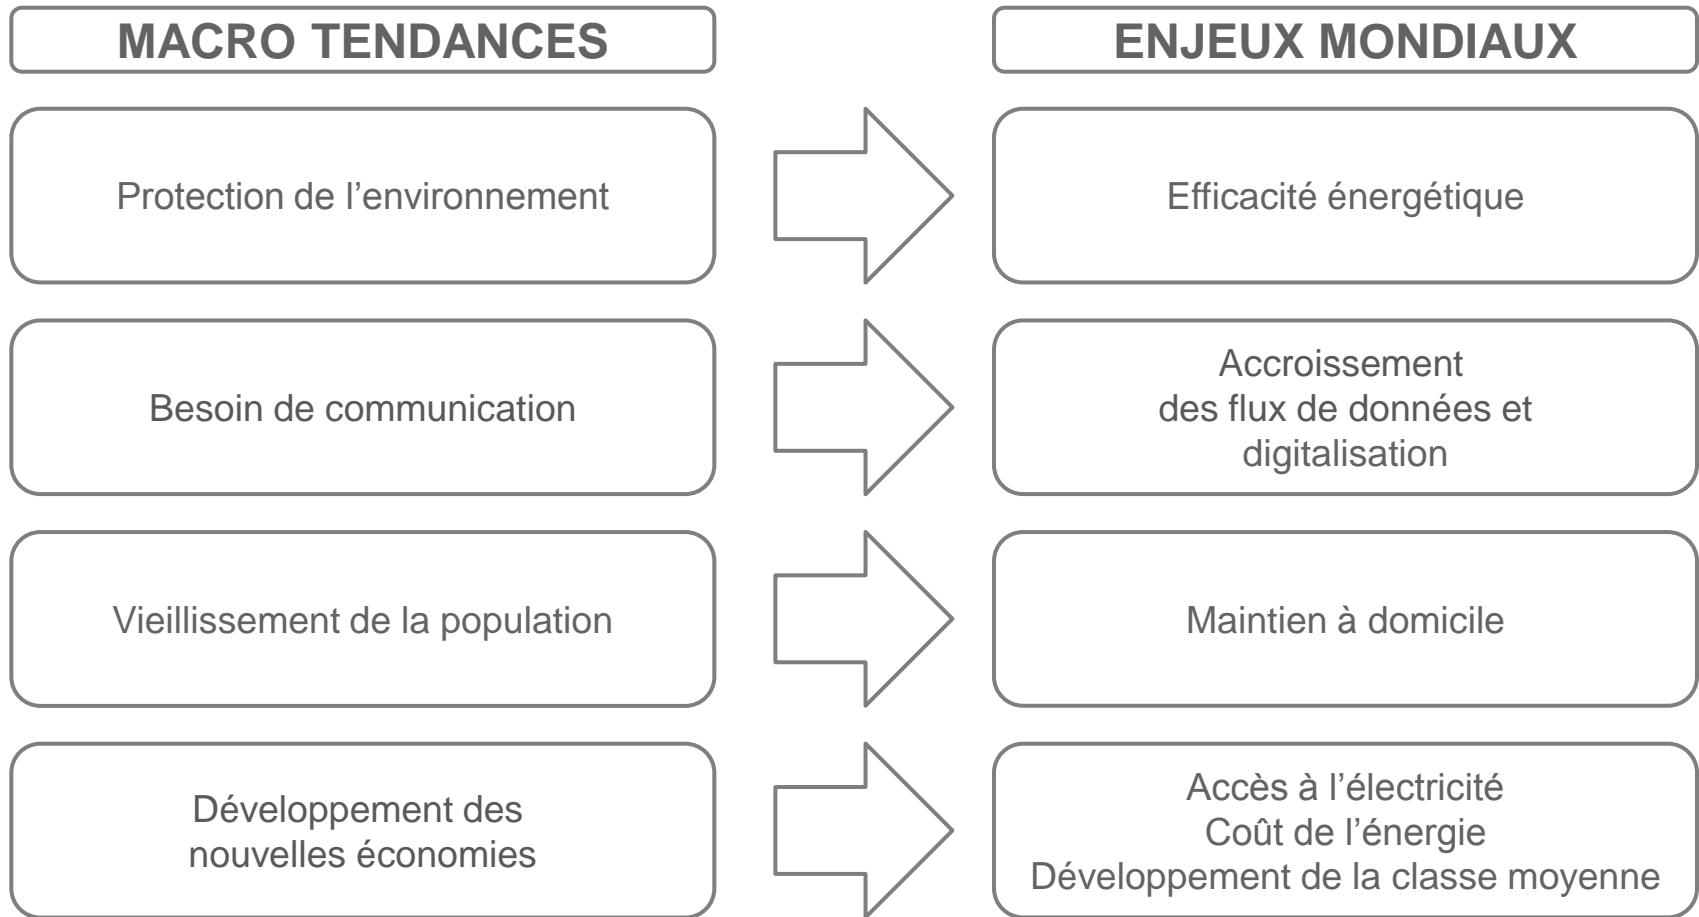 MACRO TENDANCES
ENJEUX MONDIAUX
Protection de l’environnement
Efficacité énergétique
Besoin de communication
Accroissement
des flux de données et
digitalisation
Vieillissement de la population
Maintien à domicile
Développement des
nouvelles économies
Accès à l’électricité
Coût de l’énergie
Développement de la classe moyenne